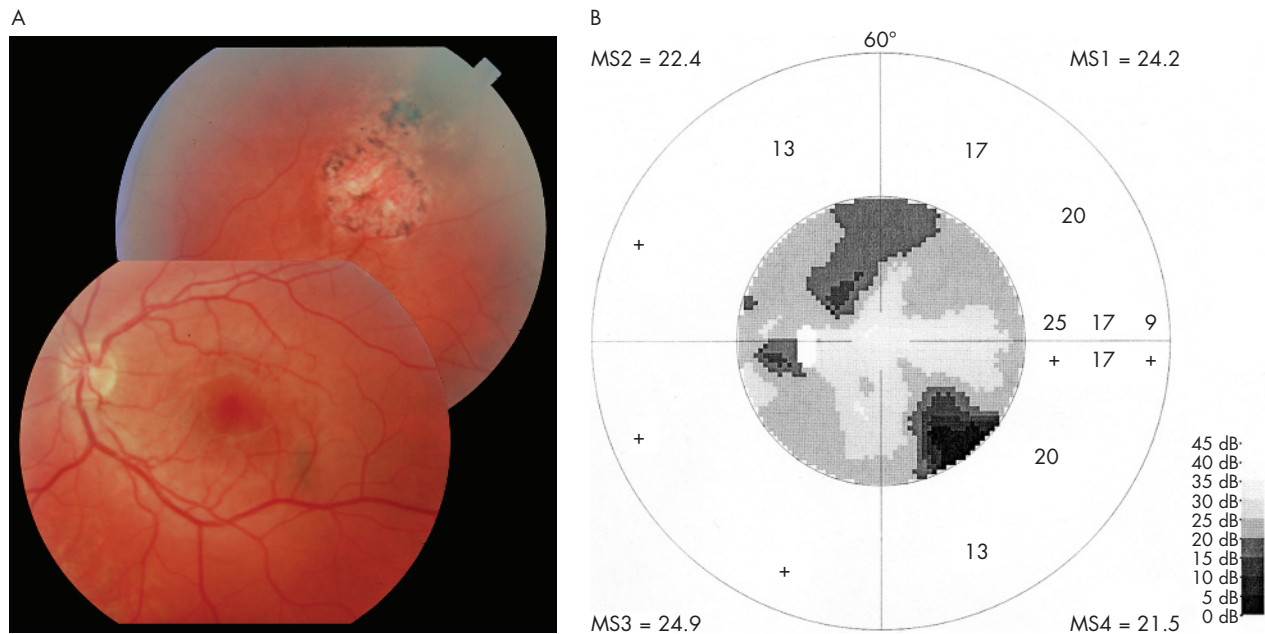 A
B
60°
MS2 = 22.4
MS1 = 24.2
13
17
20
+
25 17 9
+ 17 +
+
20
13
+
MS3 = 24.9
MS4 = 21.5
45 dB
40 dB
35 dB
30 dB
25 dB
20 dB
15 dB
10 dB
5 dB
0 dB